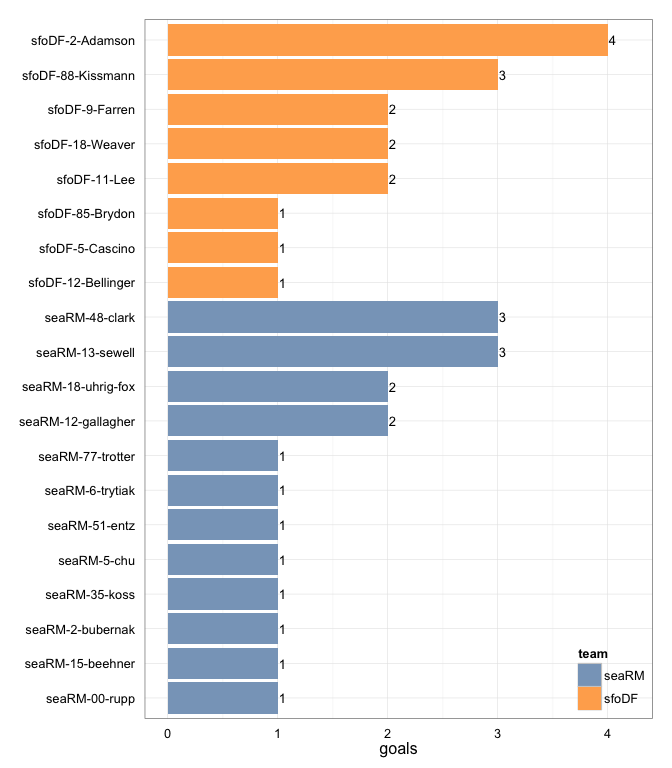 sfoDF-2-Adamson 4
sfoDF-88-Kissmann 3
sfoDF-9-Farren 2
sfoDF-18-Weaver 2
sfoDF-11-Lee 2
sfoDF-85-Brydon 1
sfoDF-5-Cascino 1
sfoDF-12-Bellinger 1
seaRM-48-clark 3
seaRM-13-sewell 3
seaRM-18-uhrig-fox 2
seaRM-12-gallagher 2
seaRM-77-trotter 1
seaRM-6-trytiak 1
seaRM-51-entz 1
seaRM-5-chu 1
seaRM-35-koss 1
seaRM-2-bubernak 1
seaRM-15-beehner 1
seaRM-00-rupp 1
team
seaRM
sfoDF
0 1 2 3 4
goals